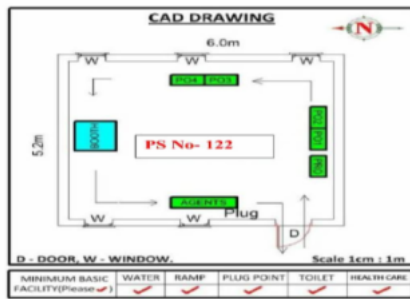 CAD DRAWING
6.0m
N
W W W
PO4 PO3
5.2m
BOOTH
PS No- 122
PO2
PO1
AGENTS
Plug
W W
D
D - DOOR, W - WINDOW. Scale 1cm : 1m
MINIMUM BASIC FACILITY(Please ✓) WATER RAMP PLUG POINT TOILET HEALTH CARE
✓ ✓ ✓ ✓ ✓